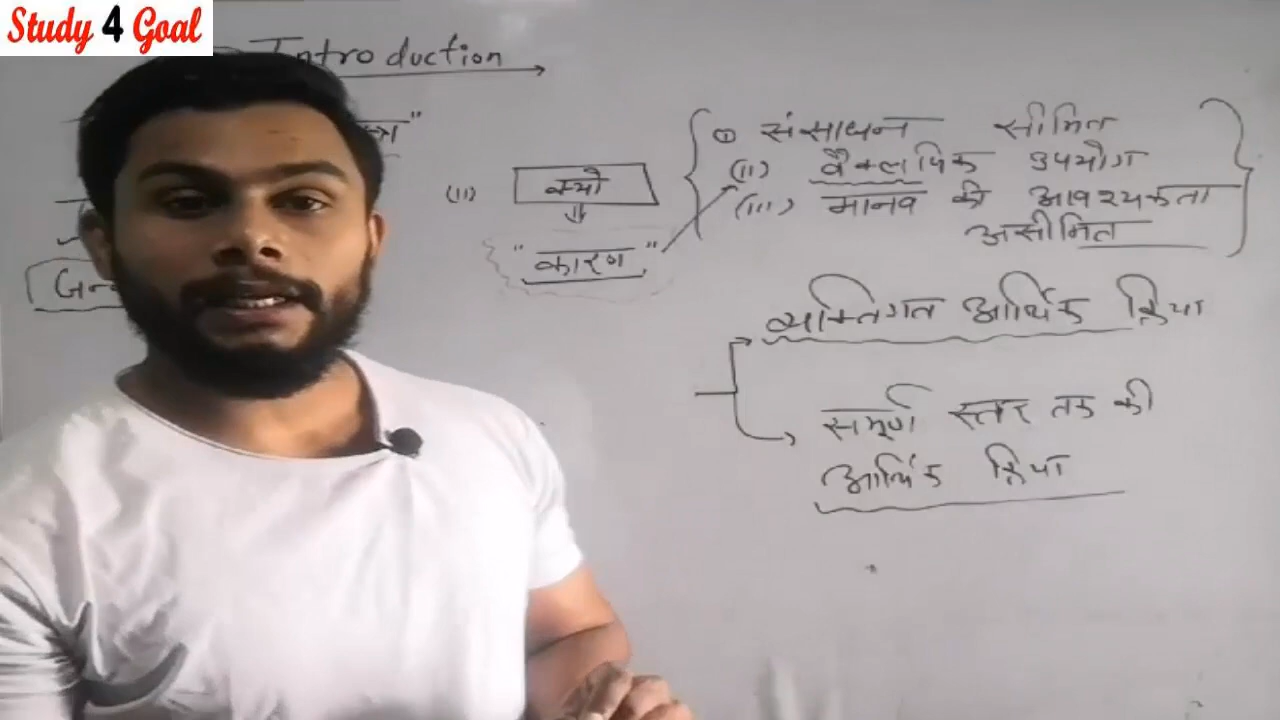 Study 4 Goal
Introduction
(ii) क्यो
"कारण"
① संसाधन सीमित
(ii) वैकल्पिक उपयोग
(iii) मानव की आवश्यकता
असीमित
व्यक्तिगत आर्थिक क्रिया
सम्पूर्ण स्तर तक की
आर्थिक क्रिया